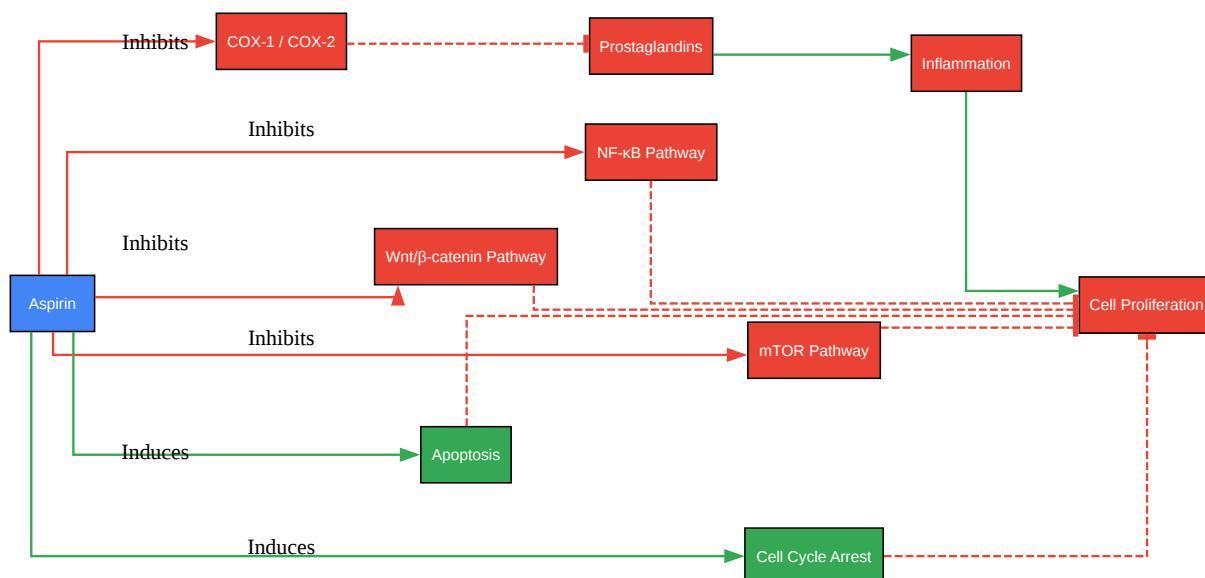 Inhibits
COX-1 / COX-2
Prostaglandins
Inflammation
Inhibits
NF-κB Pathway
Inhibits
Wnt/β-catenin Pathway
Aspirin
Cell Proliferation
Inhibits
mTOR Pathway
Induces
Apoptosis
Induces
Cell Cycle Arrest